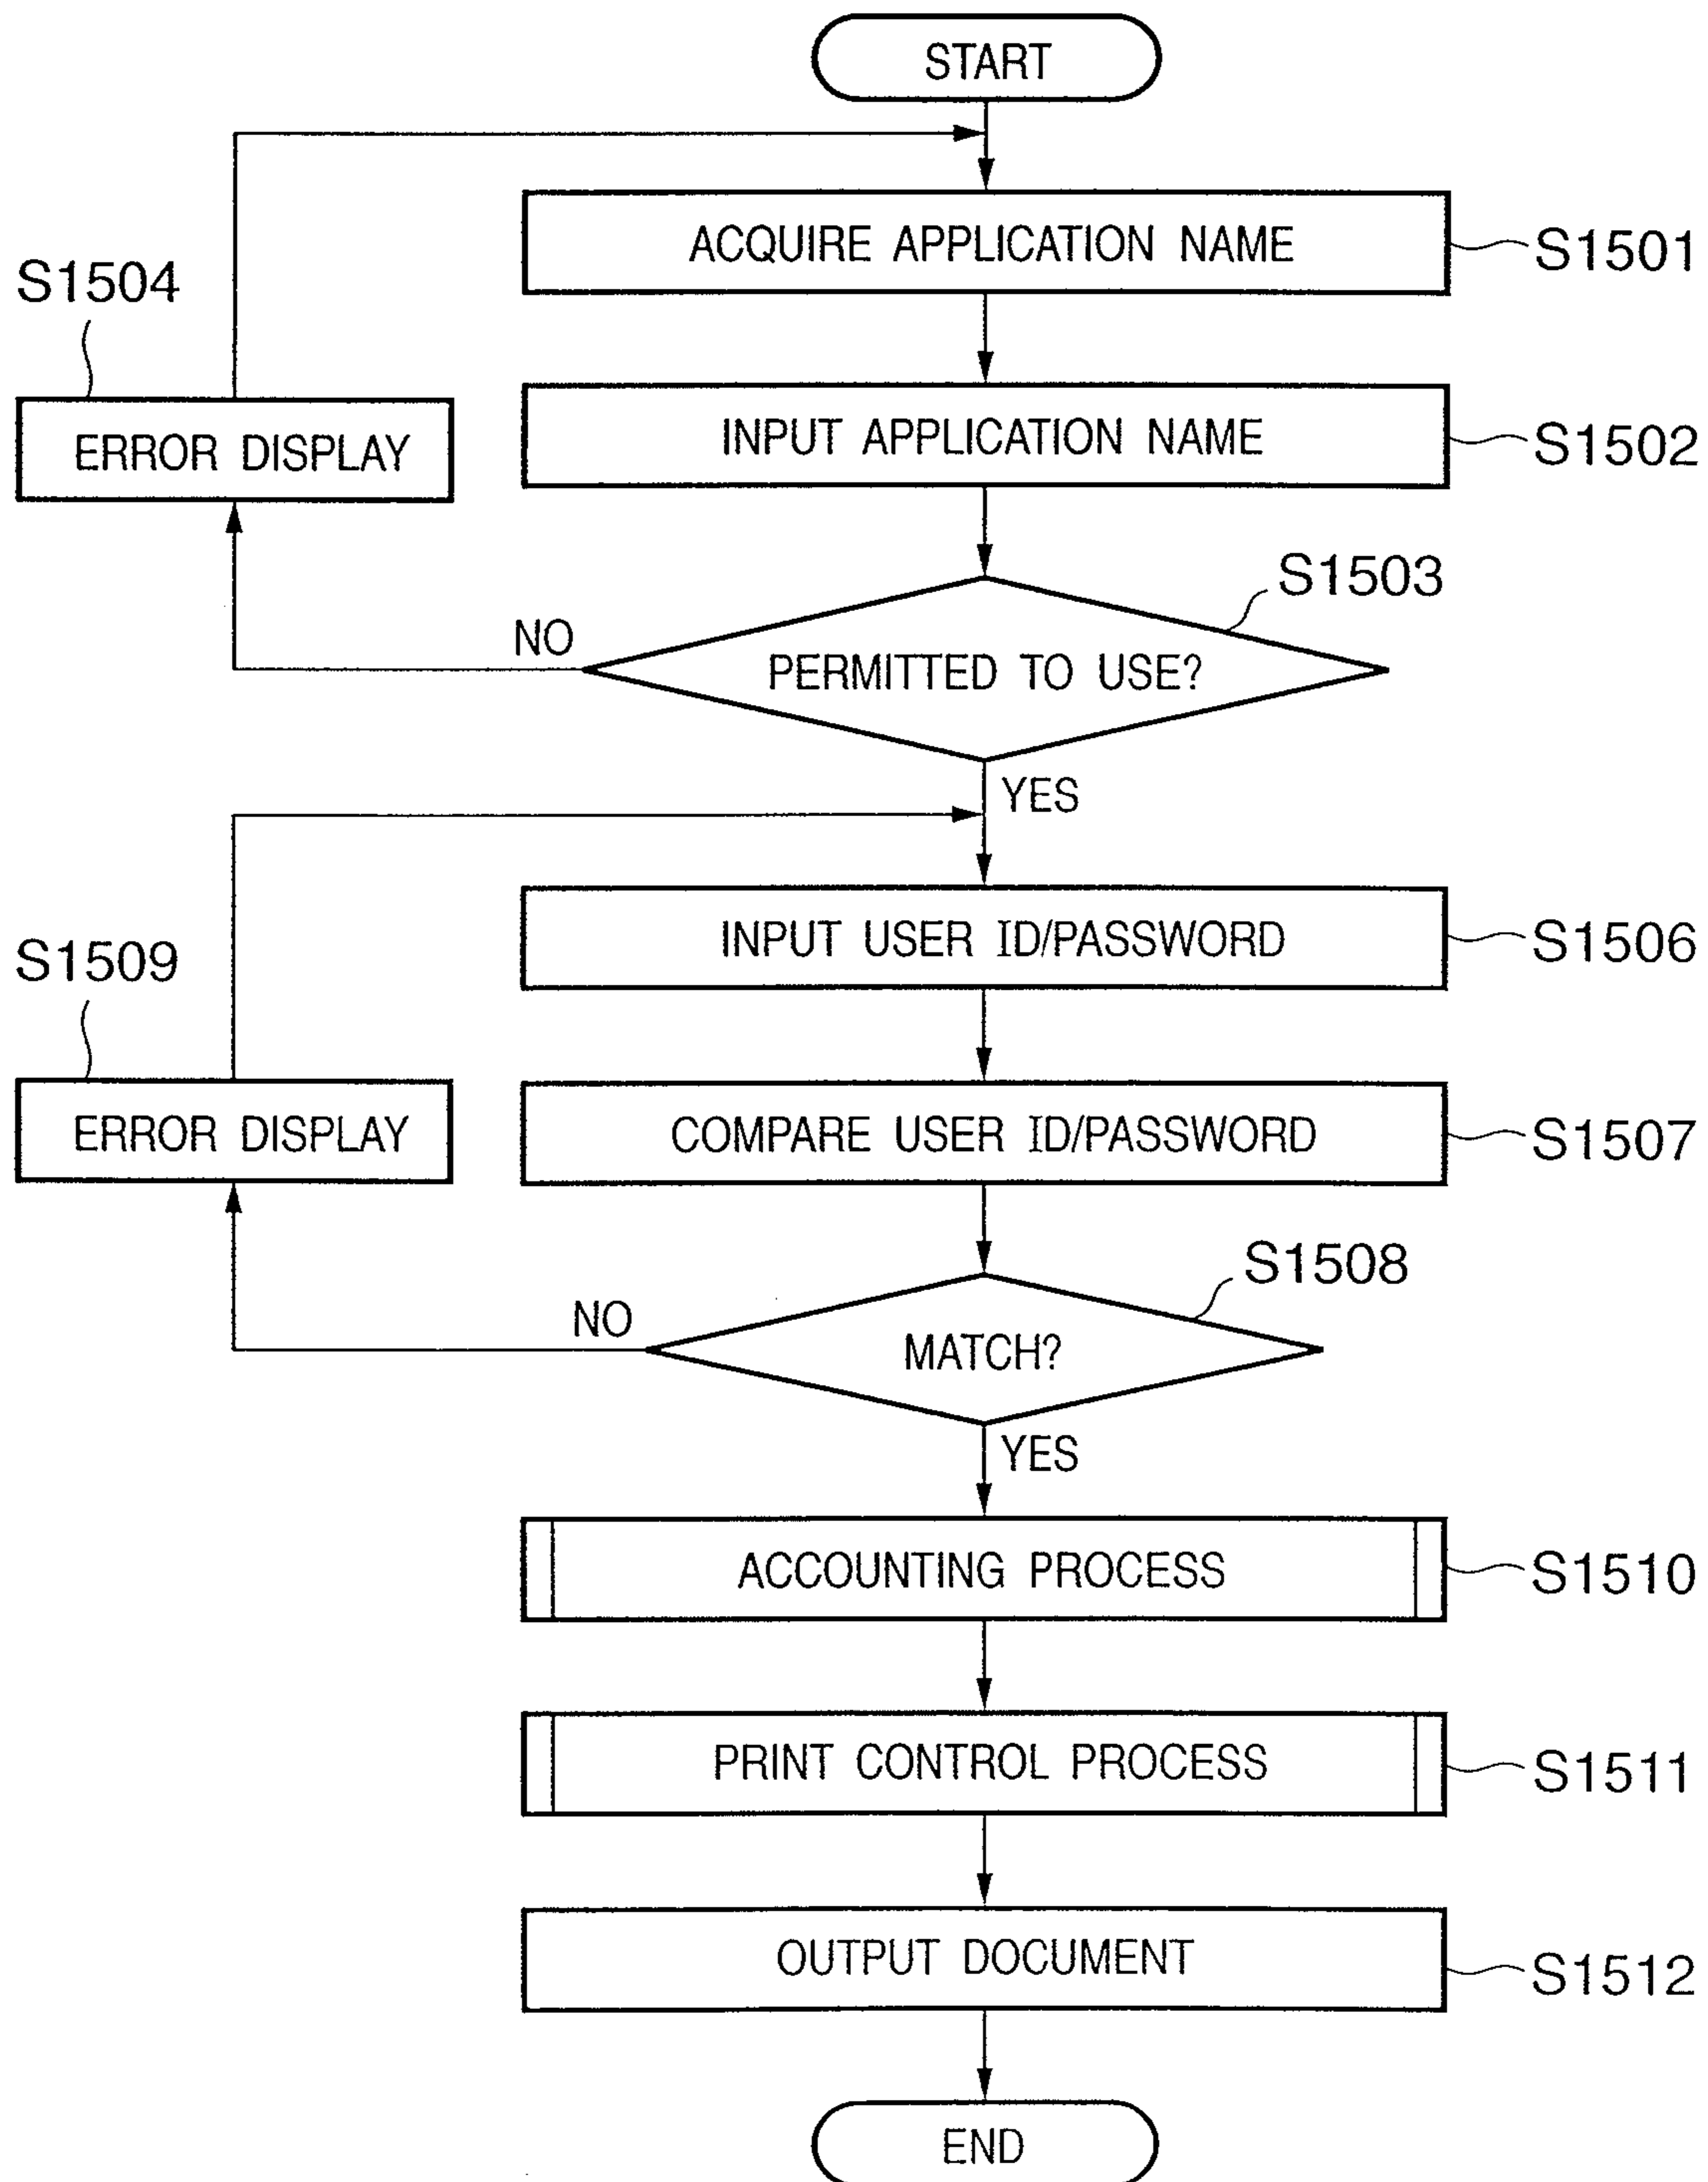 START
ACQUIRE APPLICATION NAME
S1501
S1504
ERROR DISPLAY
INPUT APPLICATION NAME
S1502
S1503
NO
PERMITTED TO USE?
YES
INPUT USER ID/PASSWORD
S1506
S1509
ERROR DISPLAY
COMPARE USER ID/PASSWORD
S1507
S1508
NO
MATCH?
YES
ACCOUNTING PROCESS
S1510
PRINT CONTROL PROCESS
S1511
OUTPUT DOCUMENT
S1512
END